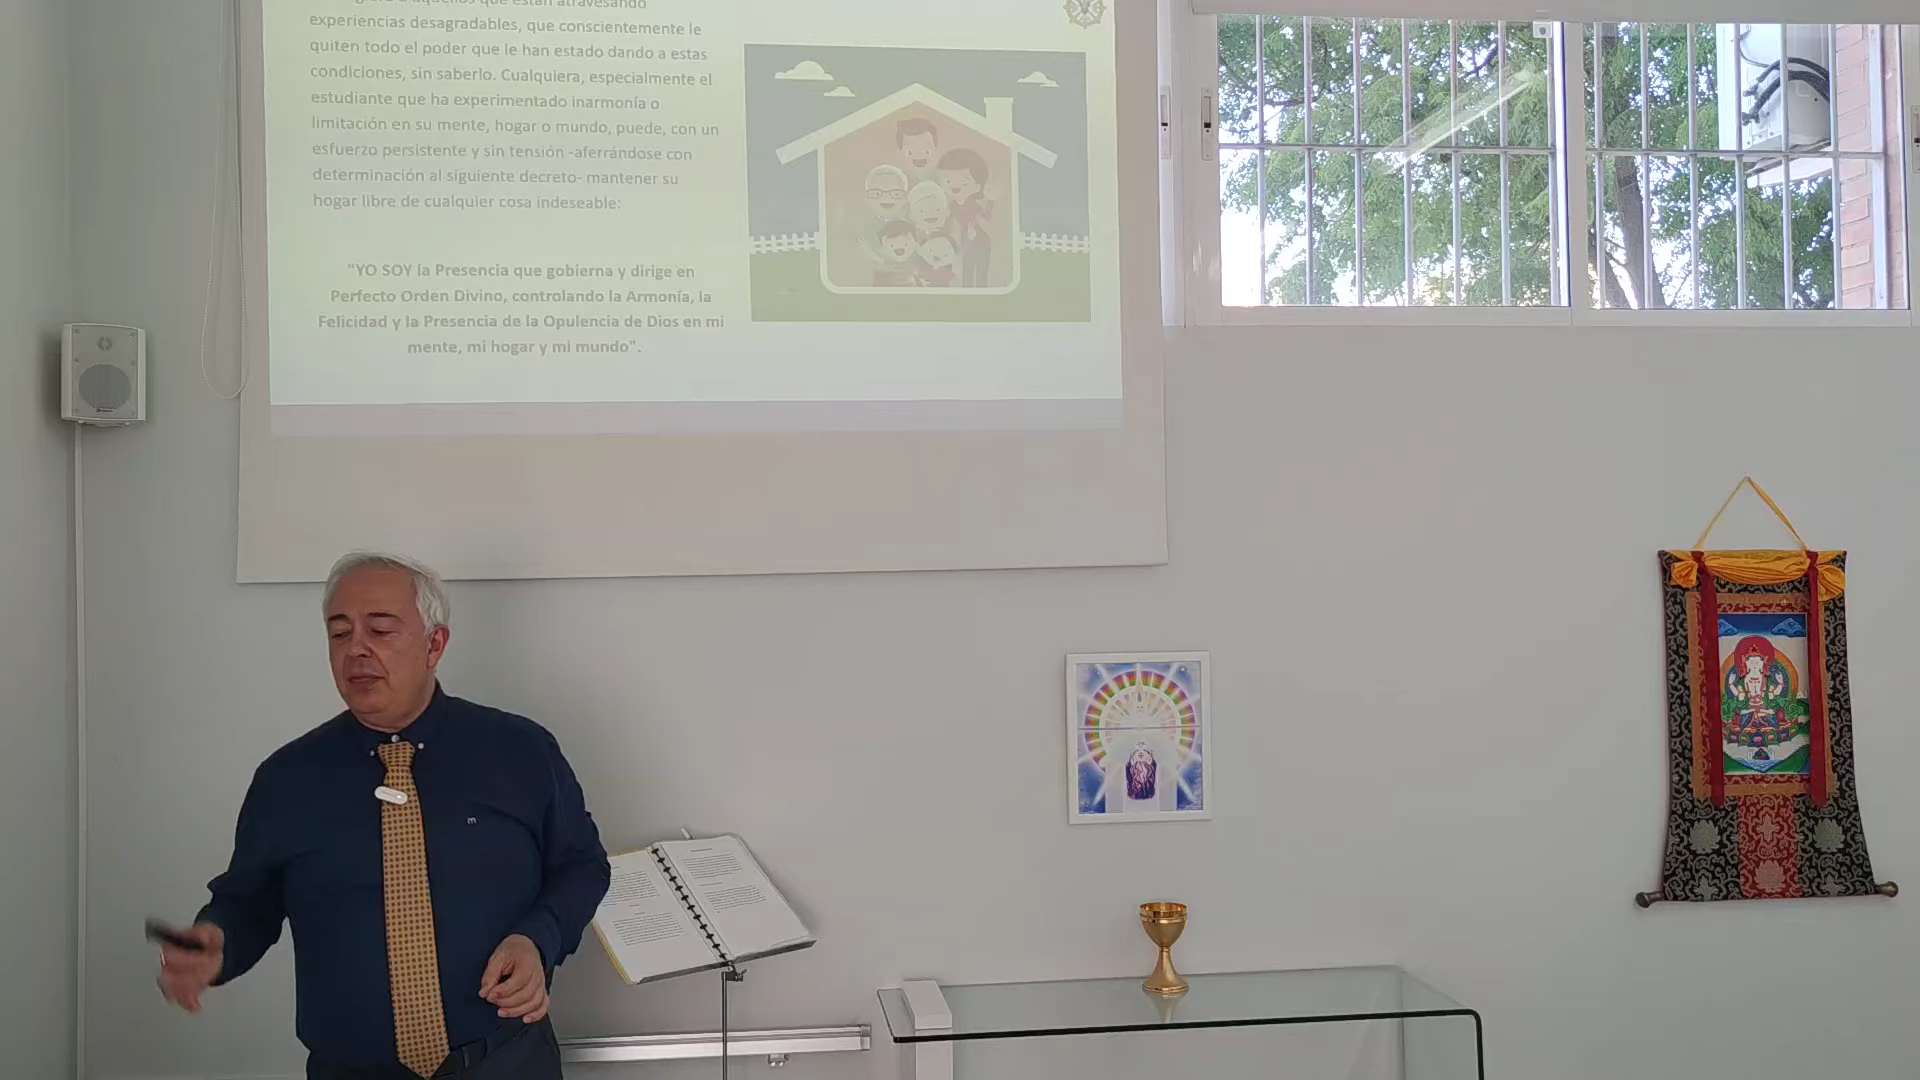 que están atravesando
experiencias desagradables, que conscientemente le
quiten todo el poder que le han estado dando a estas
condiciones, sin saberlo. Cualquiera, especialmente el
estudiante que ha experimentado inarmonía o
limitación en su mente, hogar o mundo, puede, con un
esfuerzo persistente y sin tensión -aferrándose con
determinación al siguiente decreto- mantener su
hogar libre de cualquier cosa indeseable:
"YO SOY la Presencia que gobierna y dirige en
Perfecto Orden Divino, controlando la Armonía, la
Felicidad y la Presencia de la Opulencia de Dios en mi
mente, mi hogar y mi mundo".